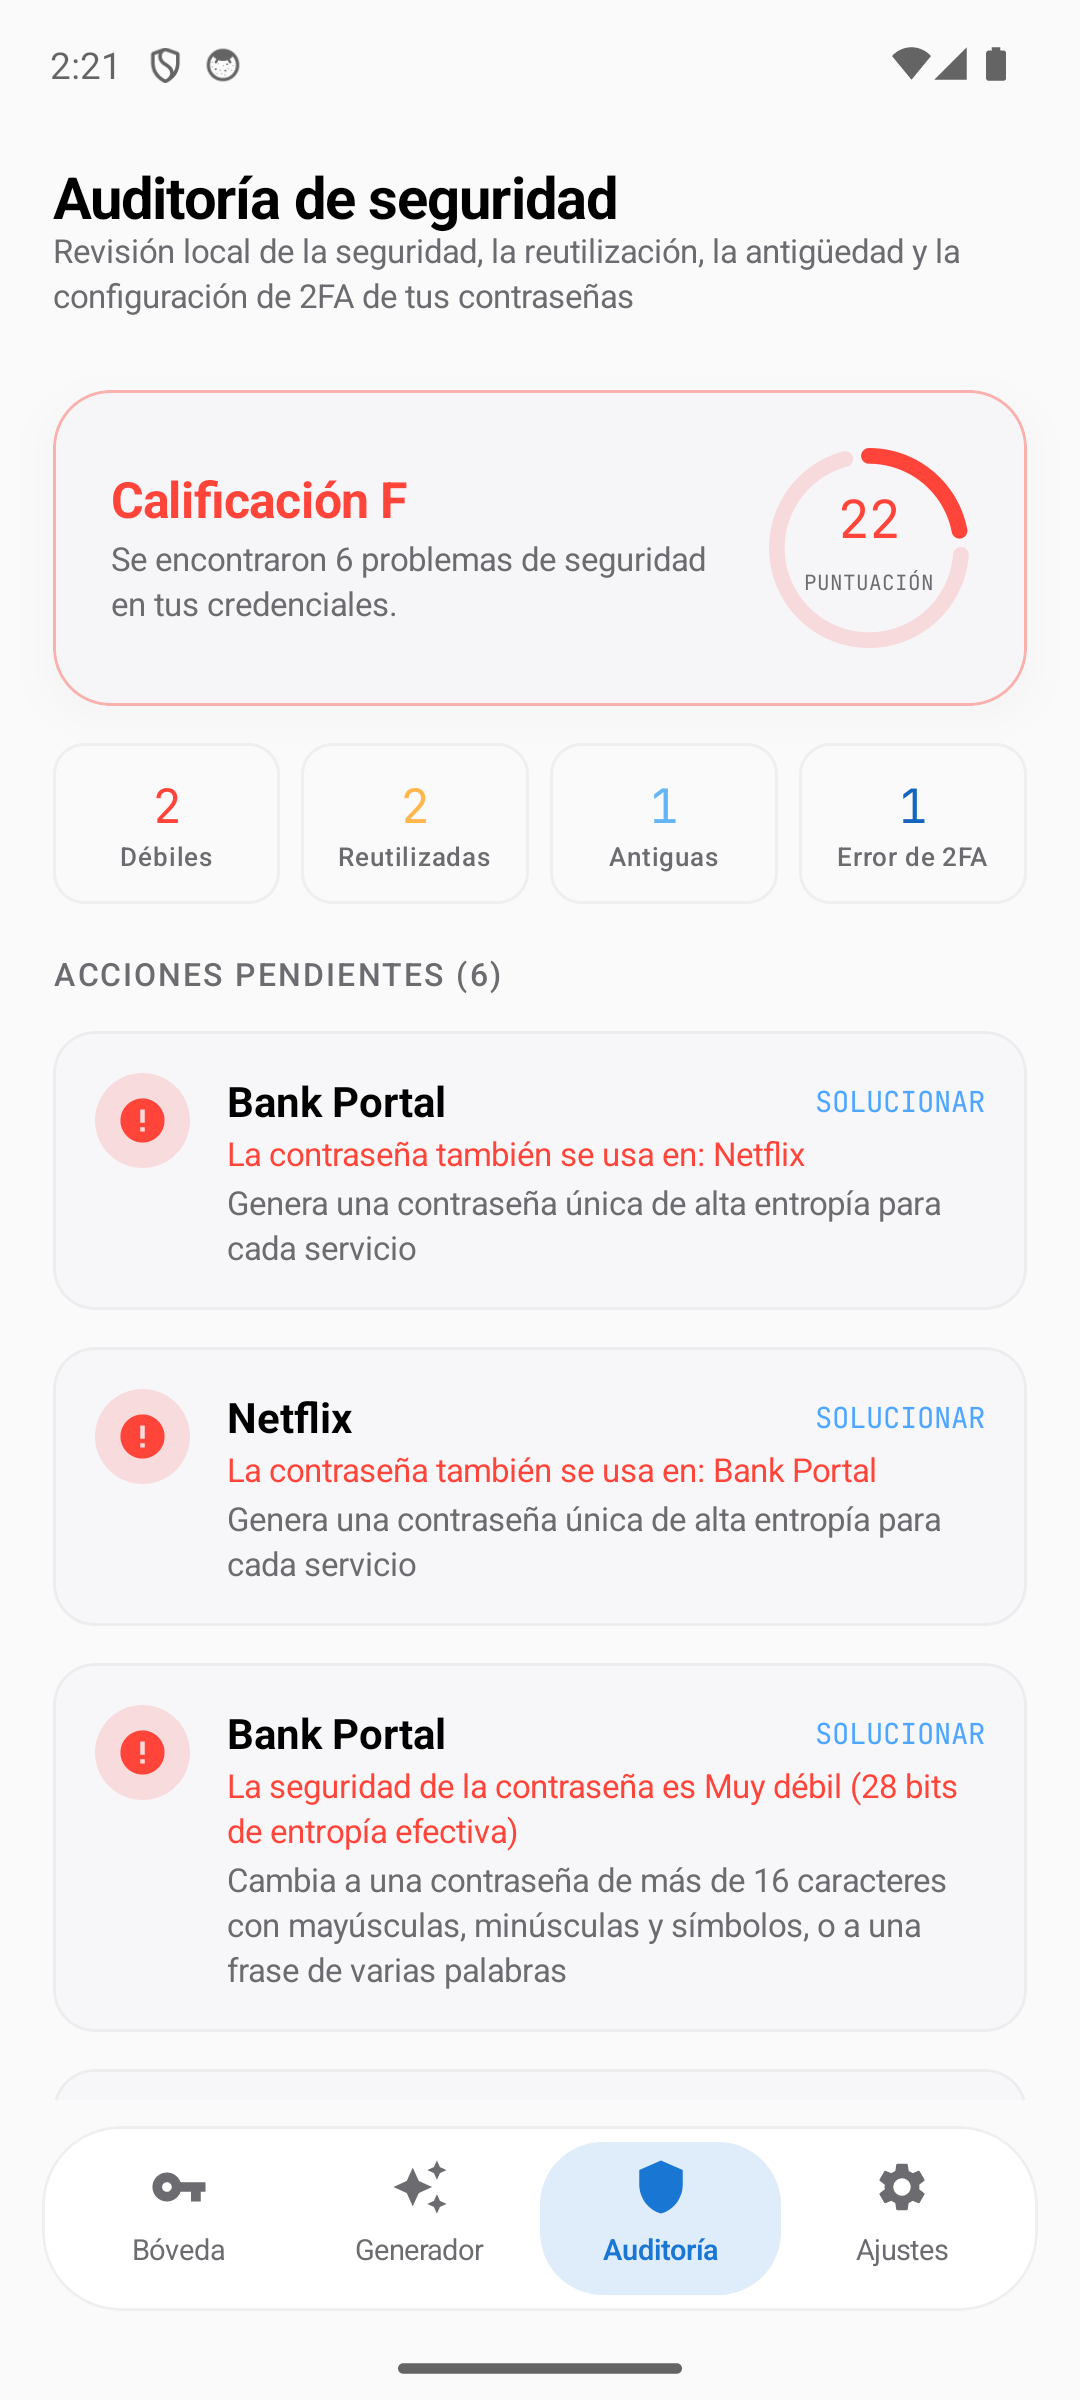 2:21
Auditoría de seguridad
Revisión local de la seguridad, la reutilización, la antigüedad y la
configuración de 2FA de tus contraseñas
Calificación F
Se encontraron 6 problemas de seguridad
en tus credenciales.
22
PUNTUACIÓN
2
Débiles
2
Reutilizadas
1
Antiguas
1
Error de 2FA
ACCIONES PENDIENTES (6)
Bank Portal
SOLUCIONAR
La contraseña también se usa en: Netflix
Genera una contraseña única de alta entropía para
cada servicio
Netflix
SOLUCIONAR
La contraseña también se usa en: Bank Portal
Genera una contraseña única de alta entropía para
cada servicio
Bank Portal
SOLUCIONAR
La seguridad de la contraseña es Muy débil (28 bits
de entropía efectiva)
Cambia a una contraseña de más de 16 caracteres
con mayúsculas, minúsculas y símbolos, o a una
frase de varias palabras
Bóveda
Generador
Auditoría
Ajustes